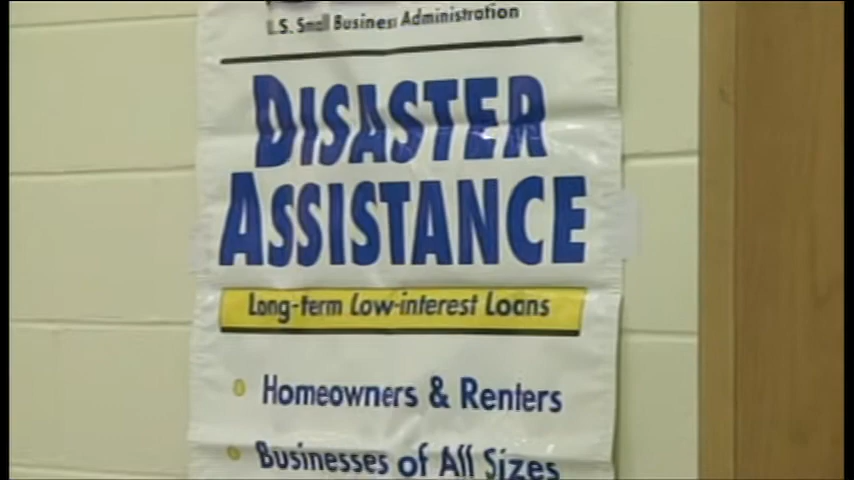 U.S. Small Business Administration
DISASTER
ASSISTANCE
Long-term Low-interest Loans
Homeowners & Renters
Businesses of All Sizes